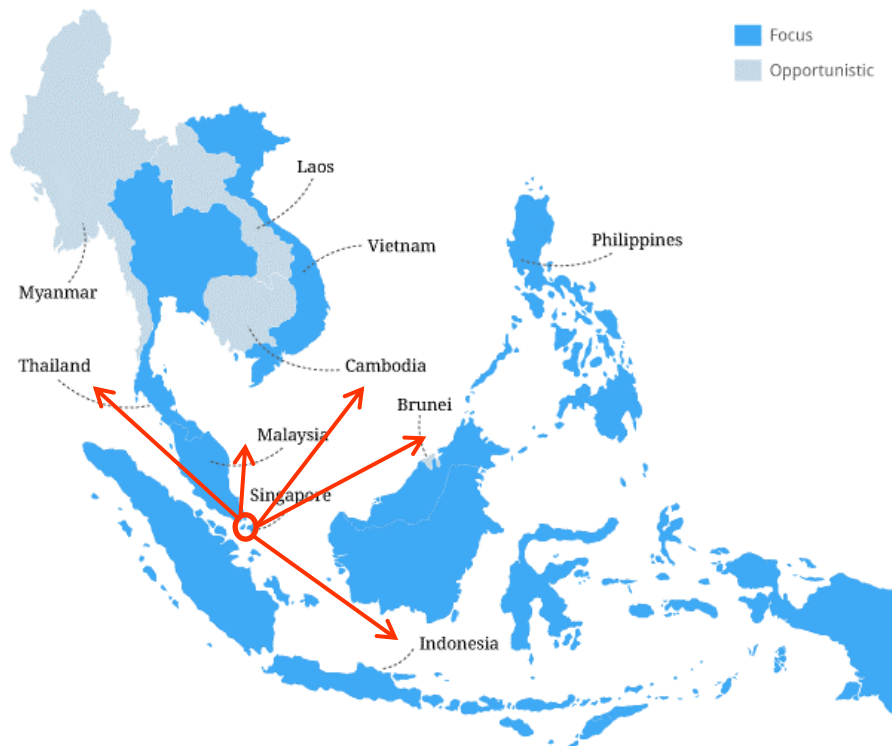 Focus
Opportunistic
Laos
Philippines
Vietnam
Myanmar
Thailand
Cambodia
Brunei
Malaysia
Singapore
Indonesia